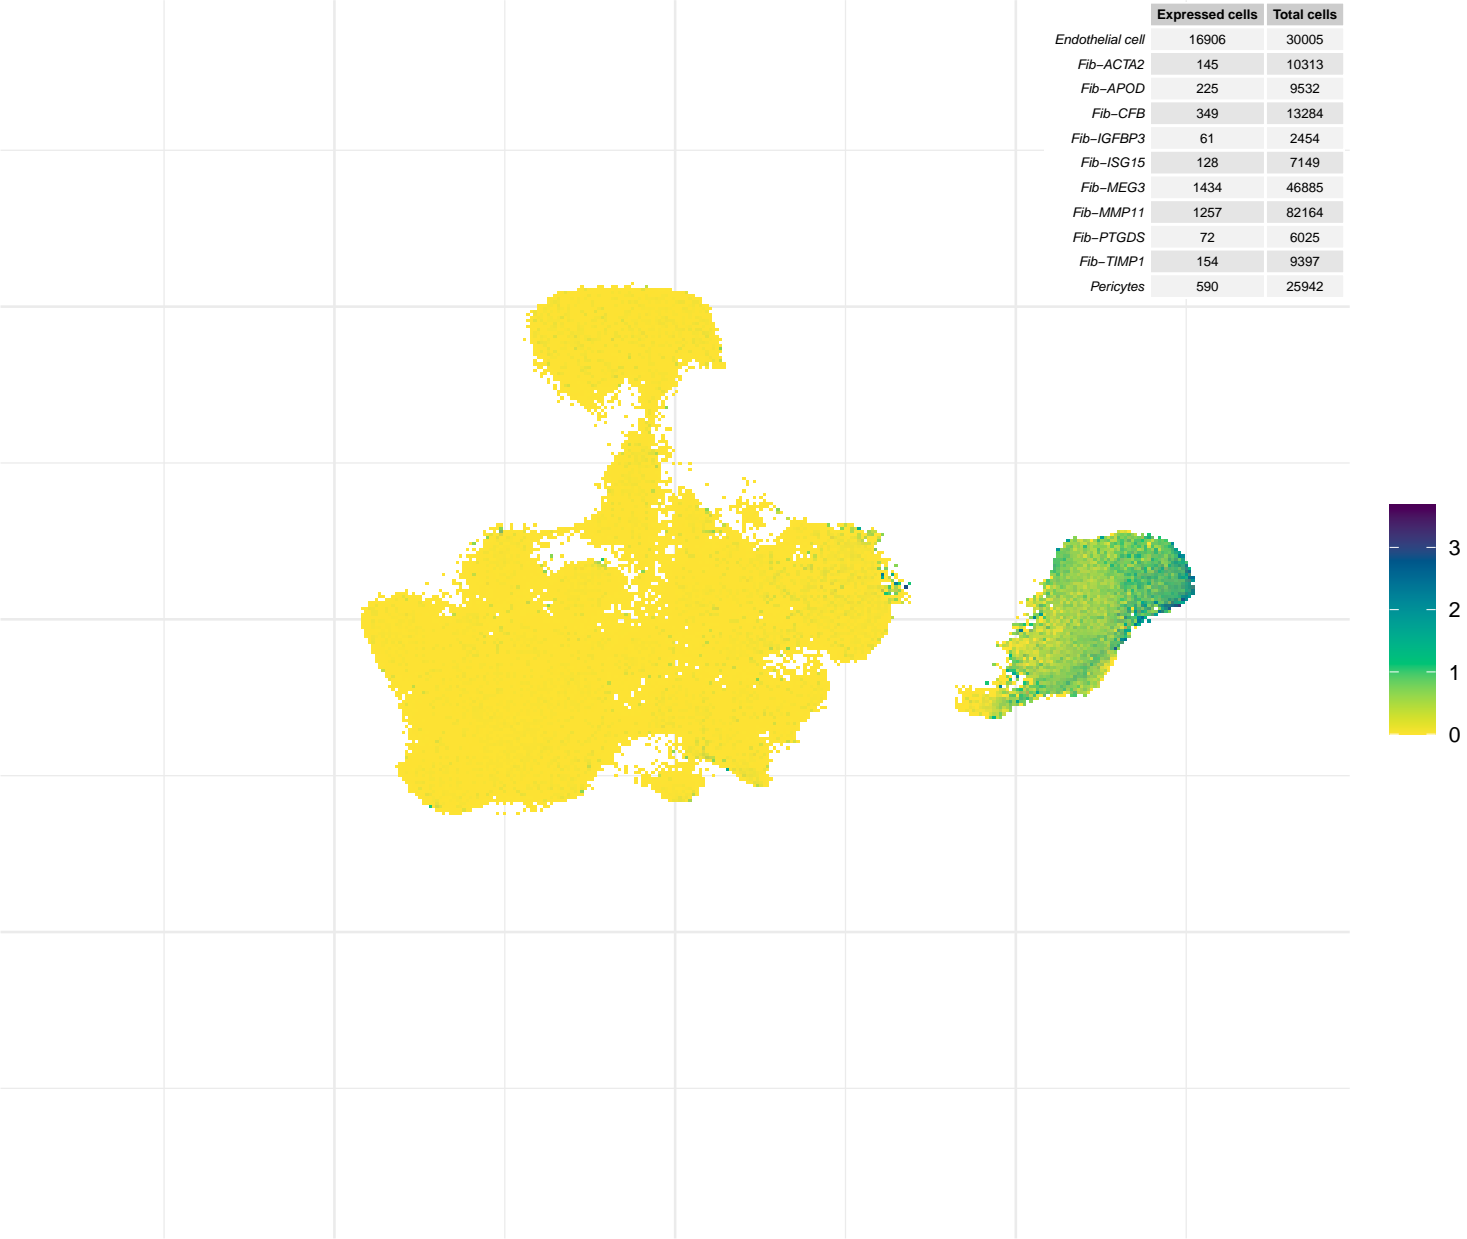 Expressed cells Total cells
Endothelial cell 16906 30005
Fib−ACTA2 145 10313
Fib−APOD 225 9532
Fib−CFB 349 13284
Fib−IGFBP3 61 2454
Fib−ISG15 128 7149
Fib−MEG3 1434 46885
Fib−MMP11 1257 82164
Fib−PTGDS 72 6025
Fib−TIMP1 154 9397
Pericytes 590 25942
3
2
1
0